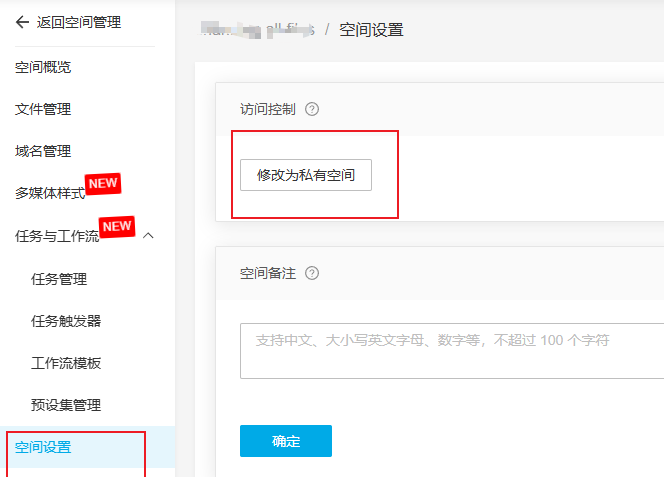 返回空间管理
/ 空间设置
空间概览
文件管理
域名管理
多媒体样式 NEW
任务与工作流 NEW
任务管理
任务触发器
工作流模板
预设集管理
空间设置
访问控制 ?
修改为私有空间
空间备注 ?
支持中文、大小写英文字母、数字等，不超过 100 个字符
确定